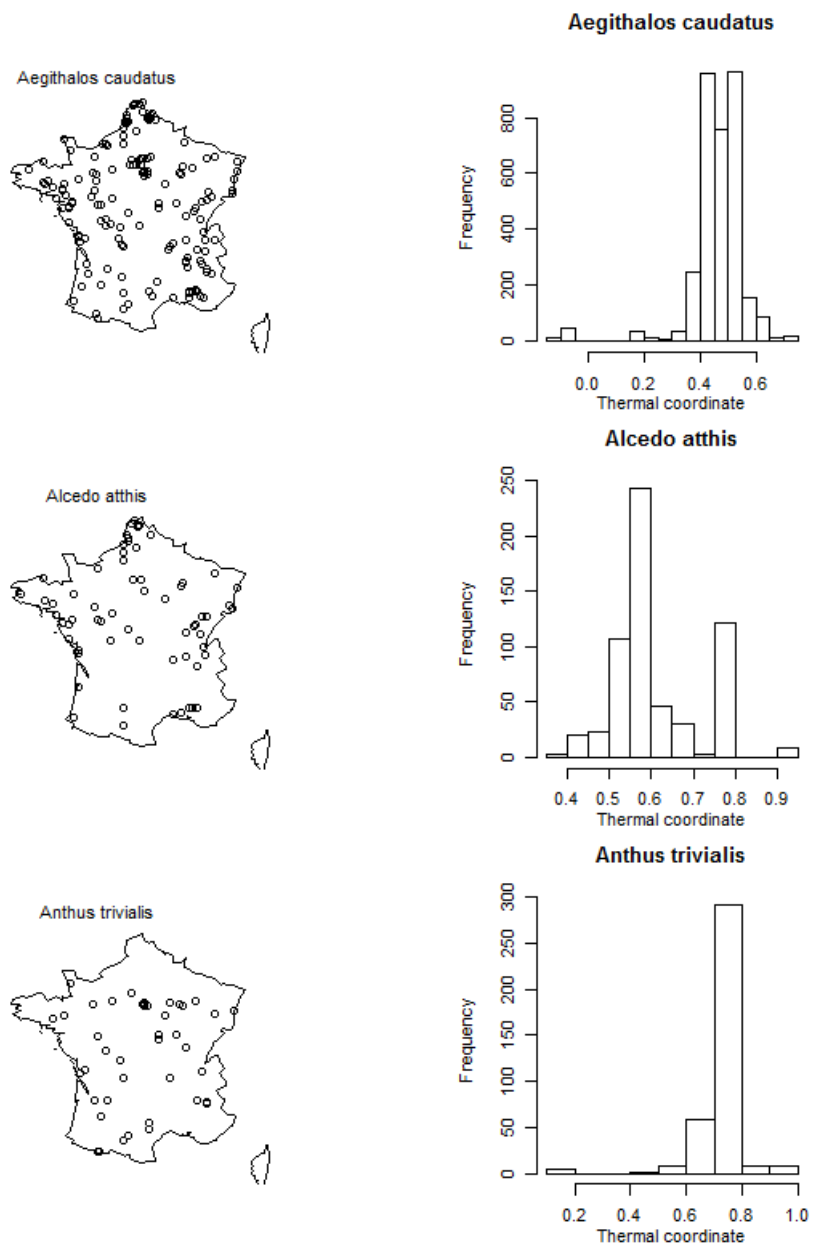 Aegithalos caudatus
Aegithalos caudatus
Frequency
0 200 400 600 800
0.0 0.2 0.4 0.6
Thermal coordinate
Alcedo atthis
Alcedo atthis
Frequency
0 50 100 150 200 250
0.4 0.5 0.6 0.7 0.8 0.9
Thermal coordinate
Anthus trivialis
Anthus trivialis
Frequency
0 50 100 150 200 250 300
0.2 0.4 0.6 0.8 1.0
Thermal coordinate